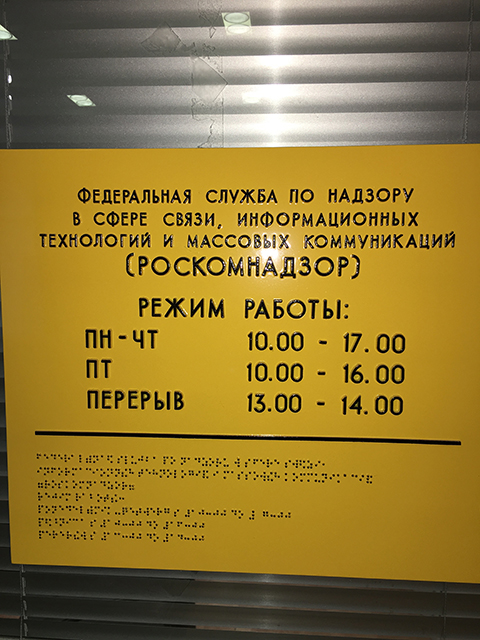 ФЕДЕРАЛЬНАЯ СЛУЖБА ПО НАДЗОРУ
В СФЕРЕ СВЯЗИ, ИНФОРМАЦИОННЫХ
ТЕХНОЛОГИЙ И МАССОВЫХ КОММУНИКАЦИЙ
(РОСКОМНАДЗОР)
РЕЖИМ РАБОТЫ:
ПН-ЧТ 10.00 - 17.00
ПТ 10.00 - 16.00
ПЕРЕРЫВ 13.00 - 14.00